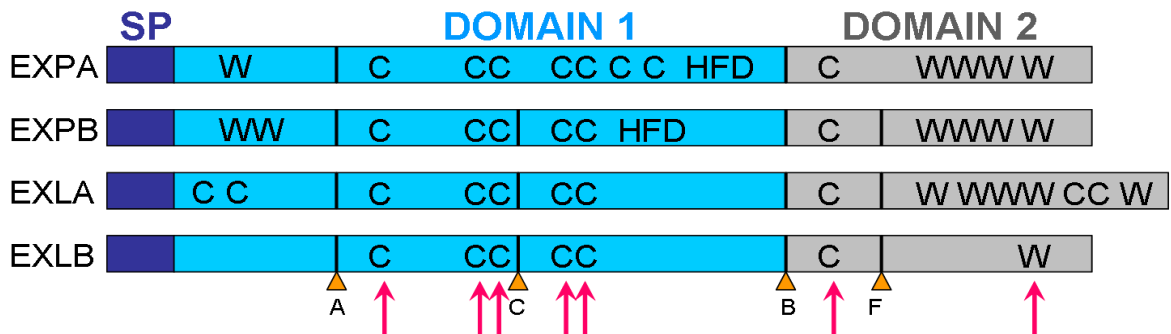 SP DOMAIN 1 DOMAIN 2
EXPA W C CC CC C C HFD C WWW W
EXPB WW C CC CC HFD C WWW W
EXLA C C C CC CC C W WWW CC W
EXLB C CC CC C W
A C B F